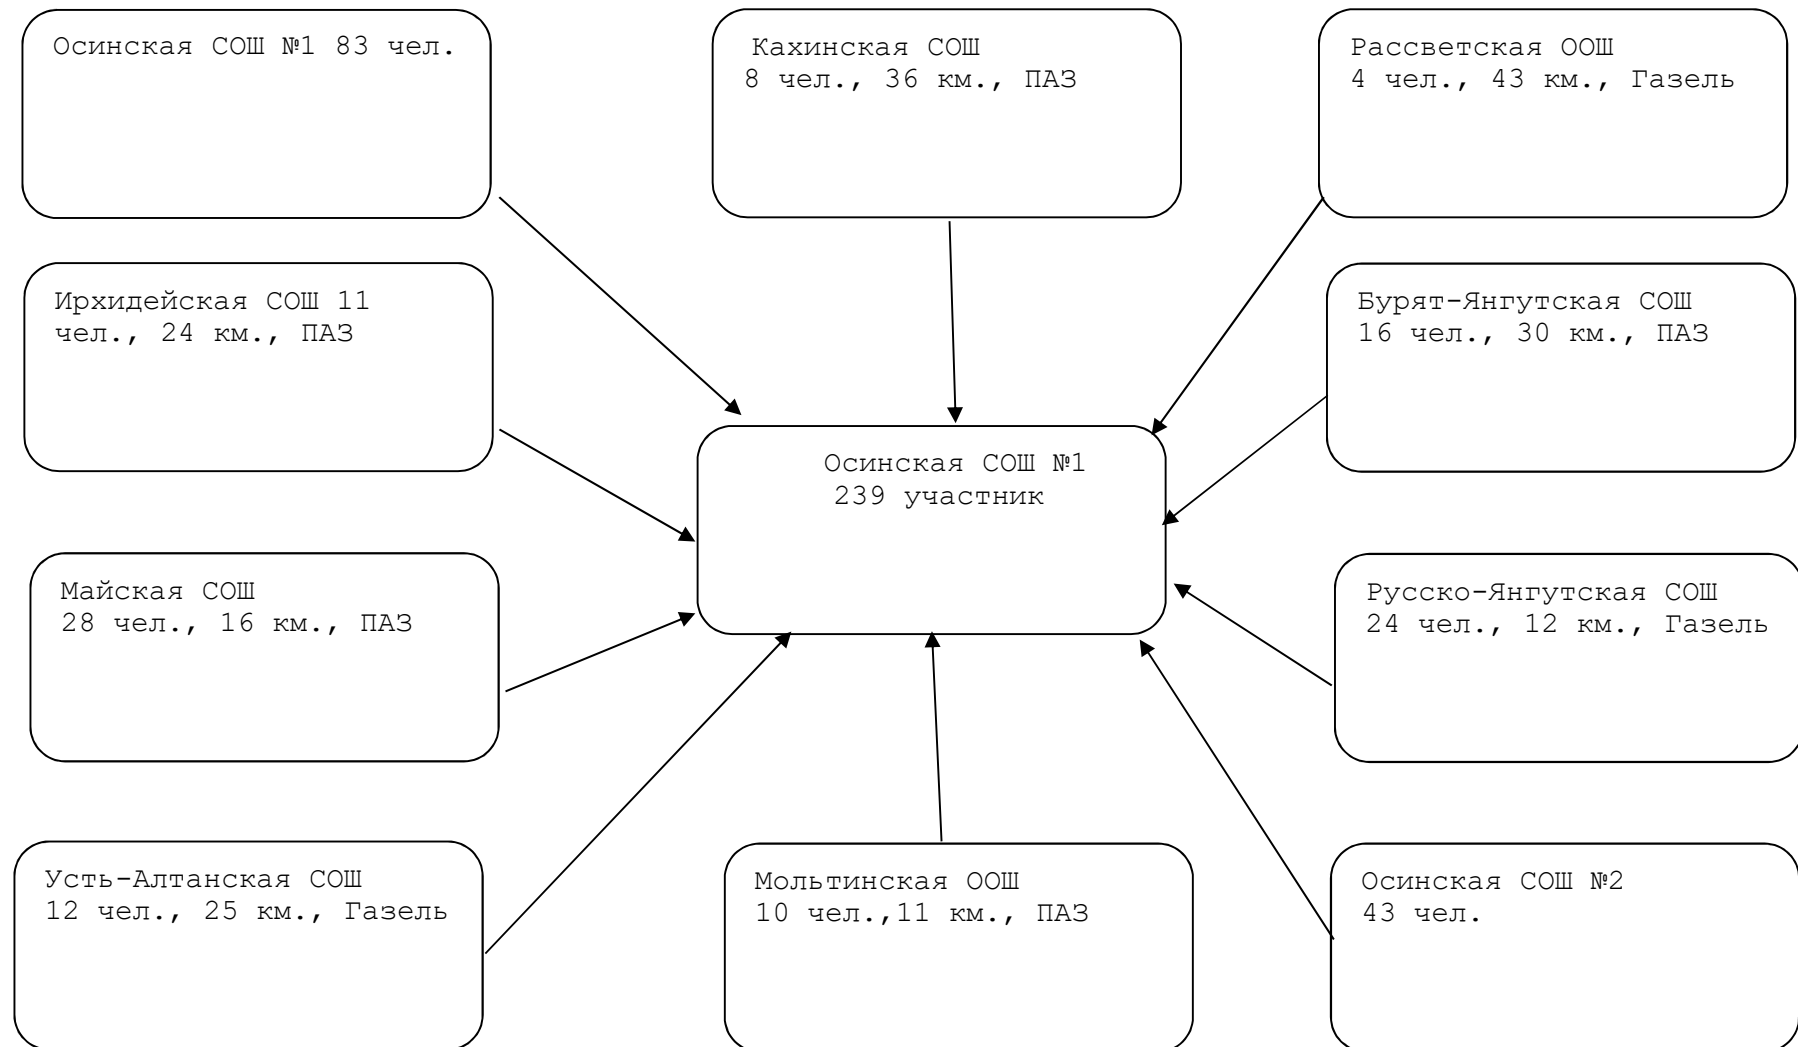 Осинская СОШ №1 83 чел.
Кахинская СОШ
8 чел., 36 км., ПАЗ
Рассветская ООШ
4 чел., 43 км., Газель
Ирхидейская СОШ 11
чел., 24 км., ПАЗ
Бурят-Янгутская СОШ
16 чел., 30 км., ПАЗ
Осинская СОШ №1
239 участник
Майская СОШ
28 чел., 16 км., ПАЗ
Русско-Янгутская СОШ
24 чел., 12 км., Газель
Усть-Алтанская СОШ
12 чел., 25 км., Газель
Мольтинская ООШ
10 чел.,11 км., ПАЗ
Осинская СОШ №2
43 чел.